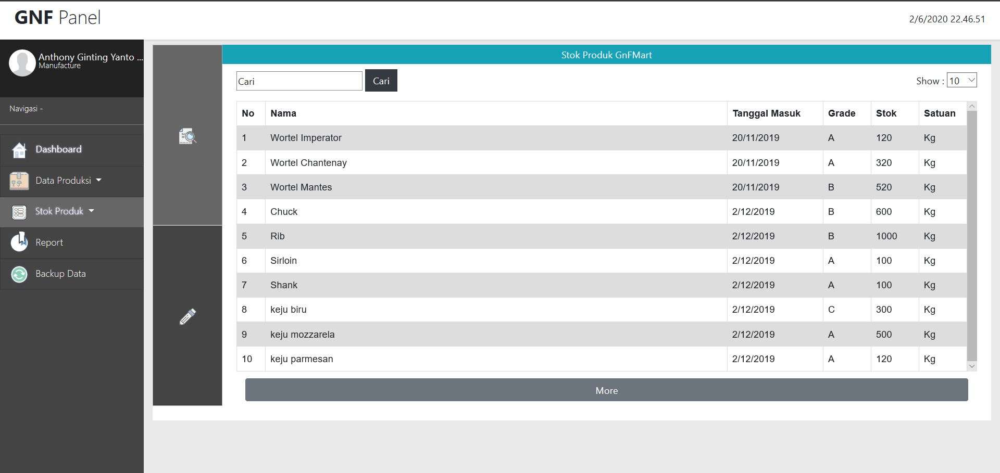 GNF Panel
2/6/2020 22.46.51
Anthony Ginting Yanto ...
Manufacture
Navigasi -
Dashboard
Data Produksi
Stok Produk
Report
Backup Data
Stok Produk GnFMart
Cari Cari Show : 10
No Nama Tanggal Masuk Grade Stok Satuan
1 Wortel Imperator 20/11/2019 A 120 Kg
2 Wortel Chantenay 20/11/2019 A 320 Kg
3 Wortel Mantes 20/11/2019 B 520 Kg
4 Chuck 2/12/2019 B 600 Kg
5 Rib 2/12/2019 B 1000 Kg
6 Sirloin 2/12/2019 A 100 Kg
7 Shank 2/12/2019 A 100 Kg
8 keju biru 2/12/2019 C 300 Kg
9 keju mozzarela 2/12/2019 A 500 Kg
10 keju parmesan 2/12/2019 A 120 Kg
More